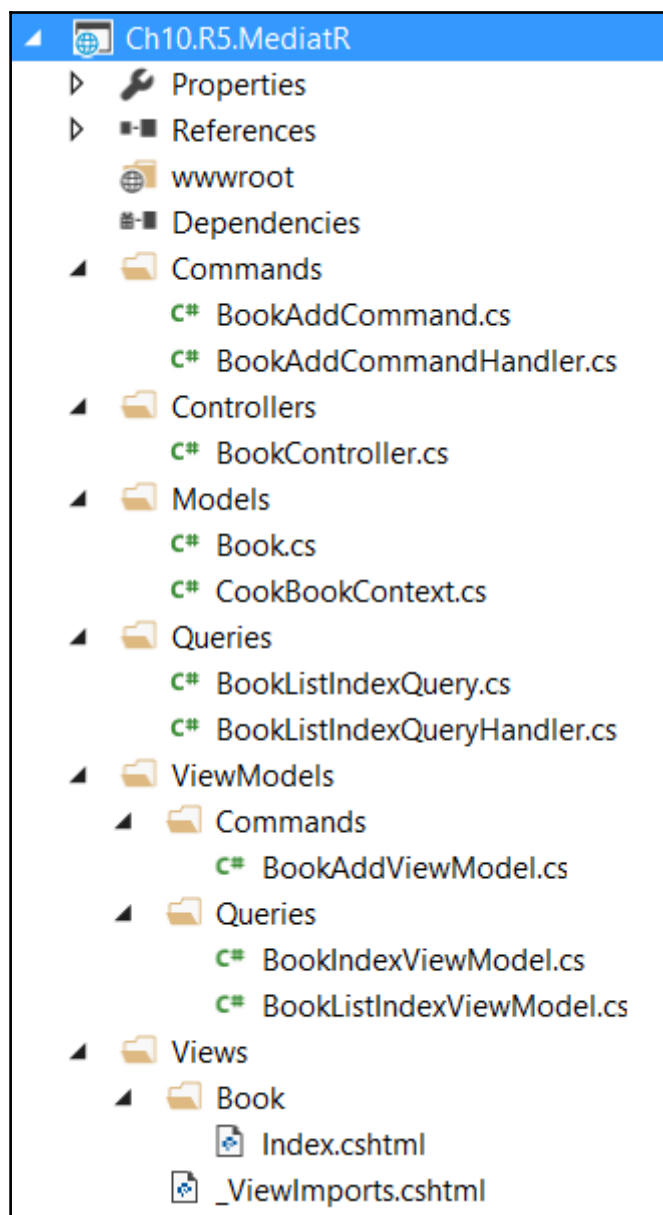 Ch10.R5.MediatR
Properties
References
wwwroot
Dependencies
Commands
C# BookAddCommand.cs
C# BookAddCommandHandler.cs
Controllers
C# BookController.cs
Models
C# Book.cs
C# CookBookContext.cs
Queries
C# BookListIndexQuery.cs
C# BookListIndexQueryHandler.cs
ViewModels
Commands
C# BookAddViewModel.cs
Queries
C# BookIndexViewModel.cs
C# BookListIndexViewModel.cs
Views
Book
Index.cshtml
_ViewImports.cshtml